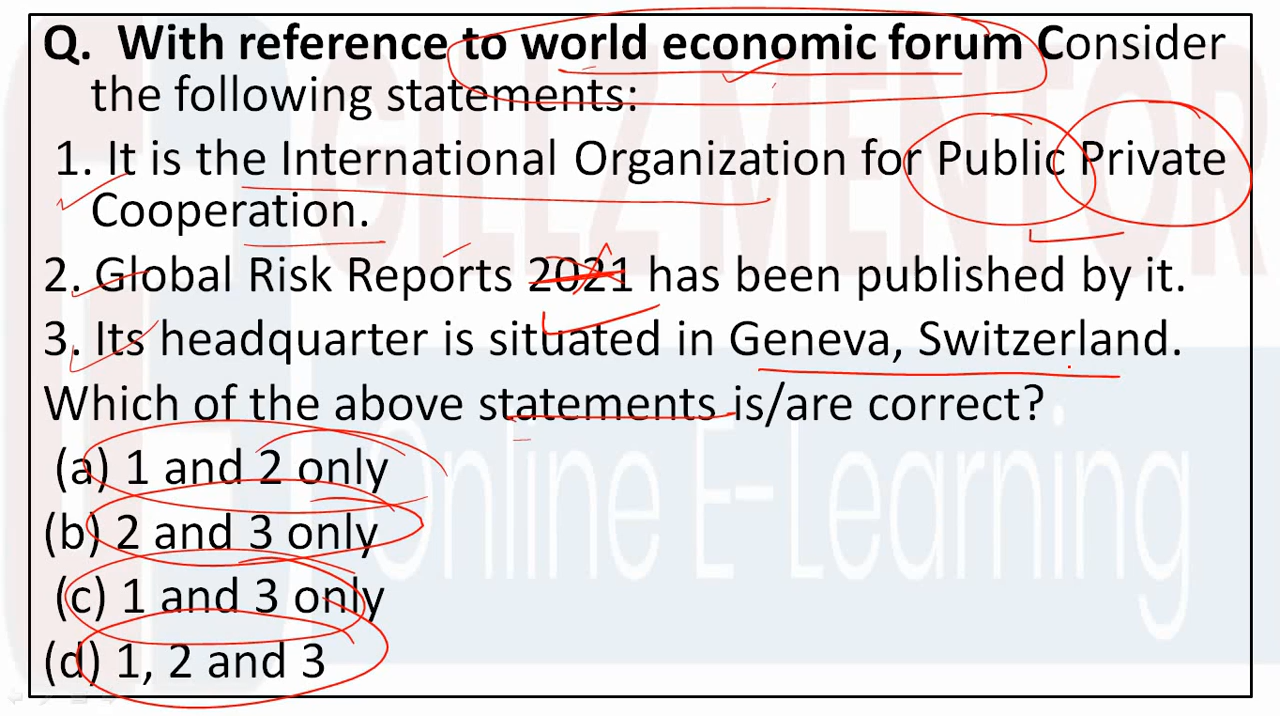 Q. With reference to world economic forum Consider
the following statements:
1. It is the International Organization for Public Private
Cooperation.
2. Global Risk Reports 2021 has been published by it.
3. Its headquarter is situated in Geneva, Switzerland.
Which of the above statements is/are correct?
(a) 1 and 2 only
(b) 2 and 3 only
(c) 1 and 3 only
(d) 1, 2 and 3
GILLZ MENTOR
Online E-Learning